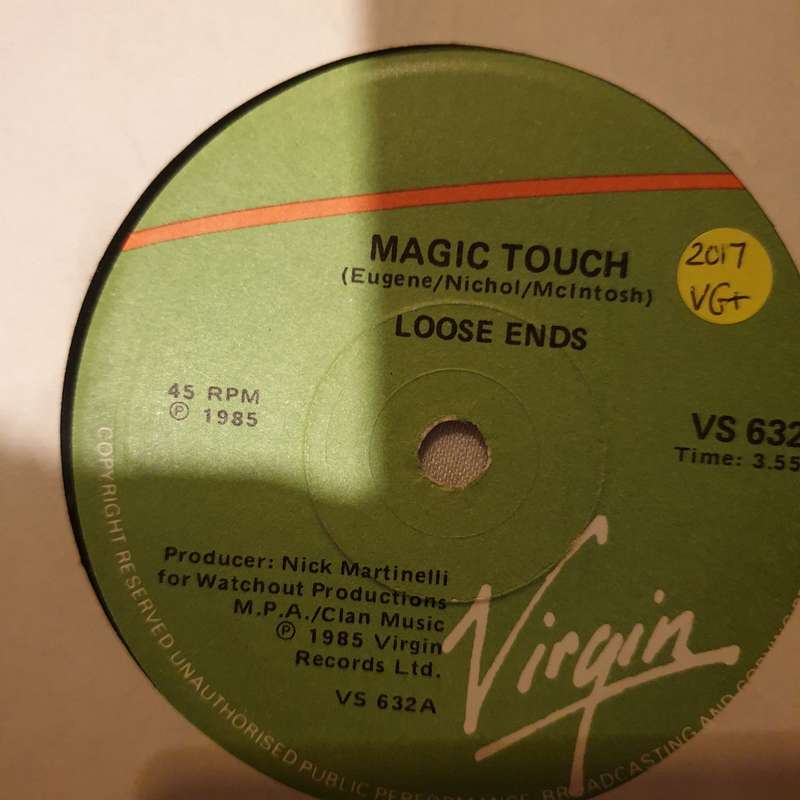 MAGIC TOUCH
(Eugene/Nichol/McIntosh)
LOOSE ENDS
2017
VG+
45 RPM
℗ 1985
VS 632
Time: 3.55
Producer: Nick Martinelli
for Watchout Productions
M.P.A./Clan Music
℗ 1985 Virgin
Records Ltd.
VS 632A
Virgin
COPYRIGHT RESERVED UNAUTHORISED PUBLIC PERFORMANCE BROADCASTING AND